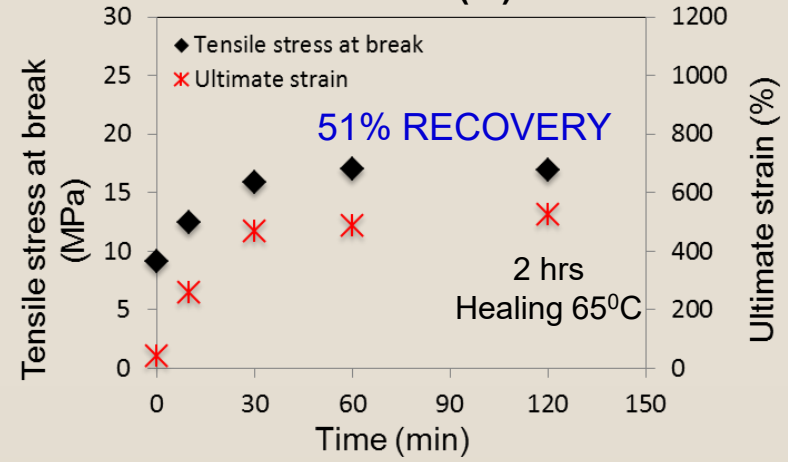 30
25
20
15
10
5
0
1200
1000
800
600
400
200
0
Tensile stress at break
Ultimate strain
51% RECOVERY
2 hrs
Healing 65⁰C
0 30 60 90 120 150
Time (min)
Tensile stress at break
(MPa)
Ultimate strain (%)